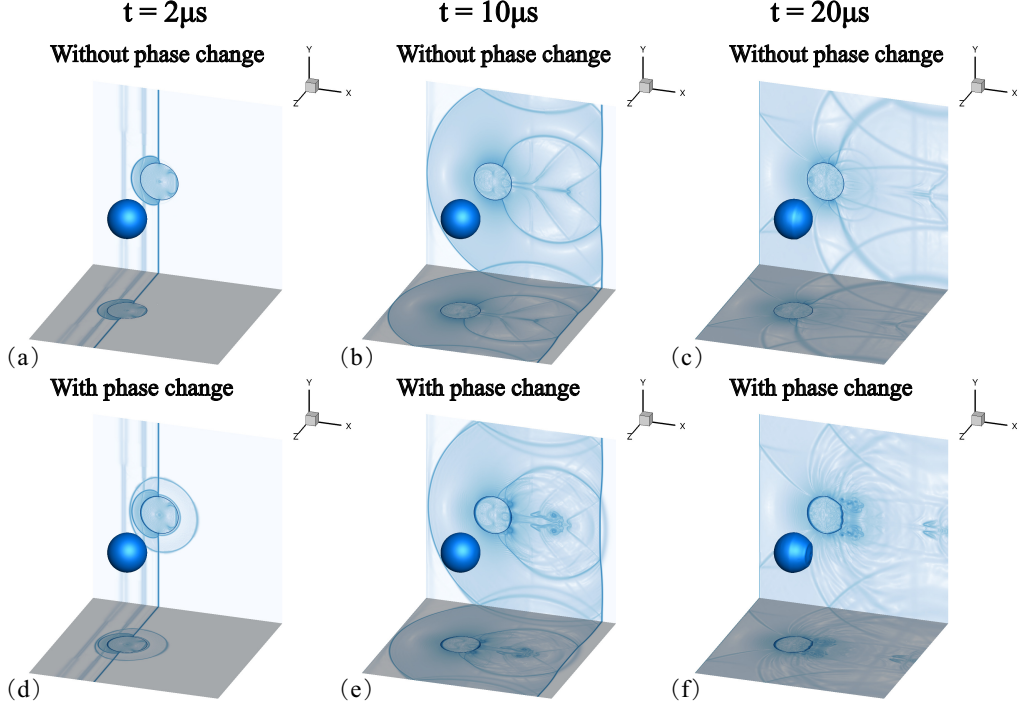 t = 2μs
t = 10μs
t = 20μs
Without phase change
Without phase change
Without phase change
Y
X
Z
Y
X
Z
Y
X
Z
(a)
(b)
(c)
With phase change
With phase change
With phase change
Y
X
Z
Y
X
Z
Y
X
Z
(d)
(e)
(f)